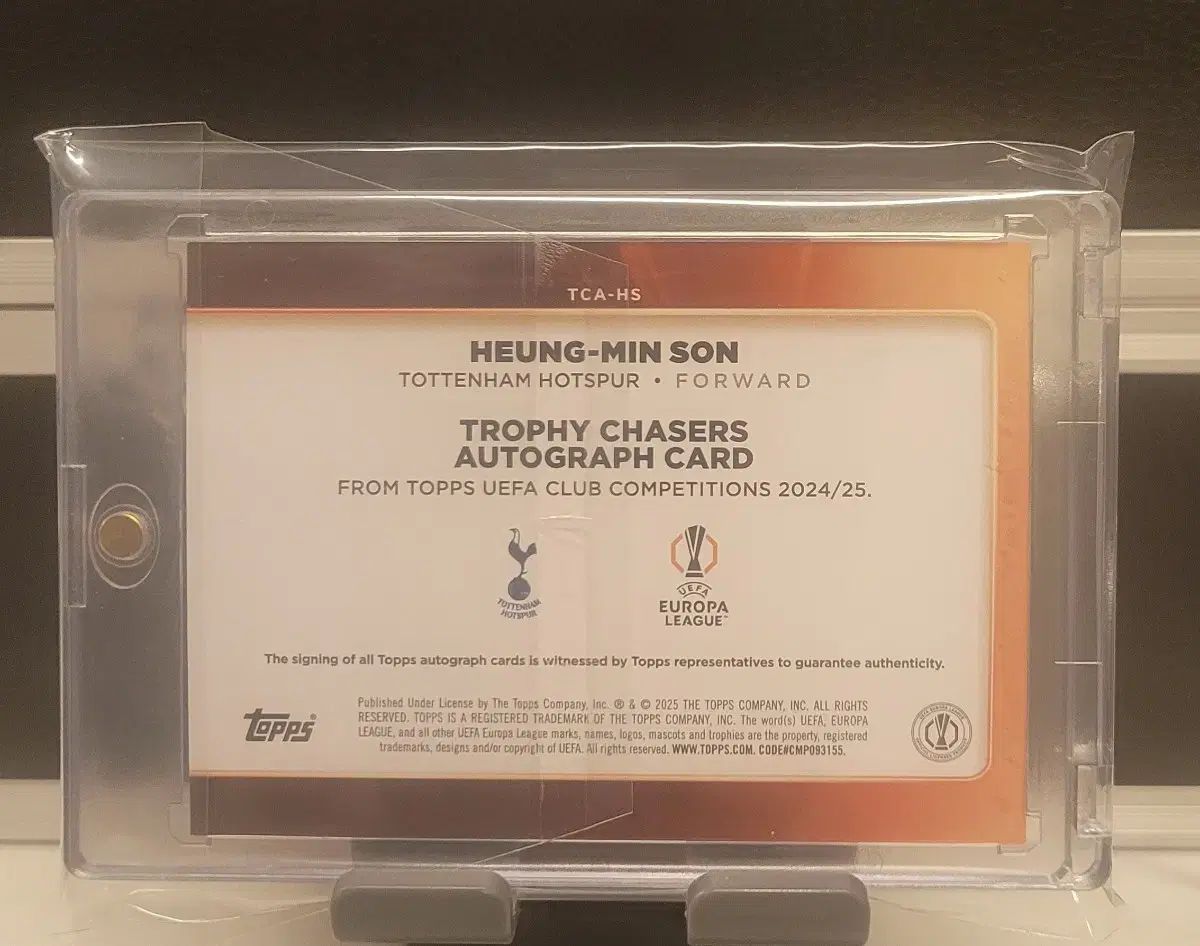 TCA-HS
HEUNG-MIN SON
TOTTENHAM HOTSPUR • FORWARD
TROPHY CHASERS
AUTOGRAPH CARD
FROM TOPPS UEFA CLUB COMPETITIONS 2024/25.
TOTTENHAM
HOTSPUR
UEFA
EUROPA
LEAGUE™
The signing of all Topps autograph cards is witnessed by Topps representatives to guarantee authenticity.
topps®
Published Under License by The Topps Company, Inc. ® & © 2025 THE TOPPS COMPANY, INC. ALL RIGHTS
RESERVED. TOPPS IS A REGISTERED TRADEMARK OF THE TOPPS COMPANY, INC. The word(s) UEFA, EUROPA
LEAGUE, and all other UEFA Europa League marks, names, logos, mascots and trophies are the property, registered
trademarks, designs and/or copyright of UEFA. All rights reserved. WWW.TOPPS.COM. CODE#CMP093155.